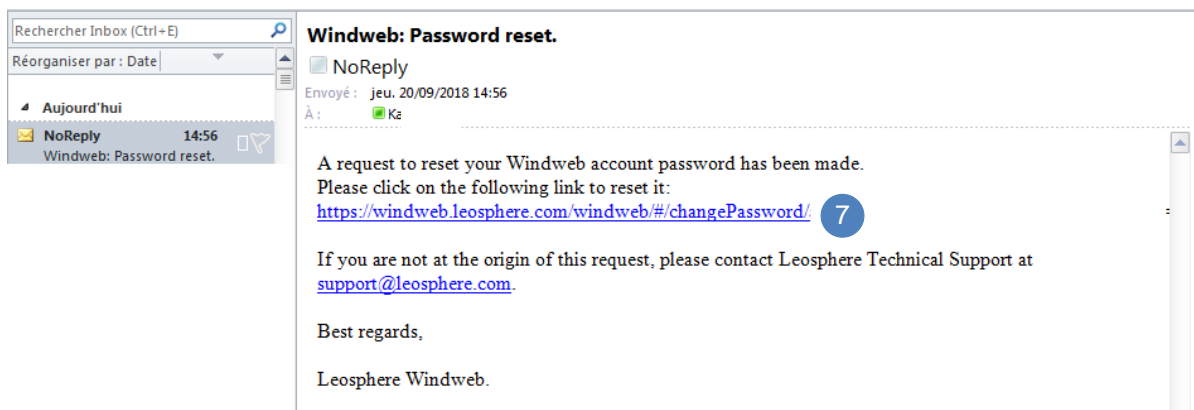 Rechercher Inbox (Ctrl+E)
Réorganiser par : Date
Aujourd'hui
NoReply 14:56
Windweb: Password reset.
Windweb: Password reset.
NoReply
Envoyé : jeu. 20/09/2018 14:56
À : Ka
A request to reset your Windweb account password has been made.
Please click on the following link to reset it:
https://windweb.leosphere.com/windweb/#/changePassword/ 7
If you are not at the origin of this request, please contact Leosphere Technical Support at
support@leosphere.com.
Best regards,
Leosphere Windweb.